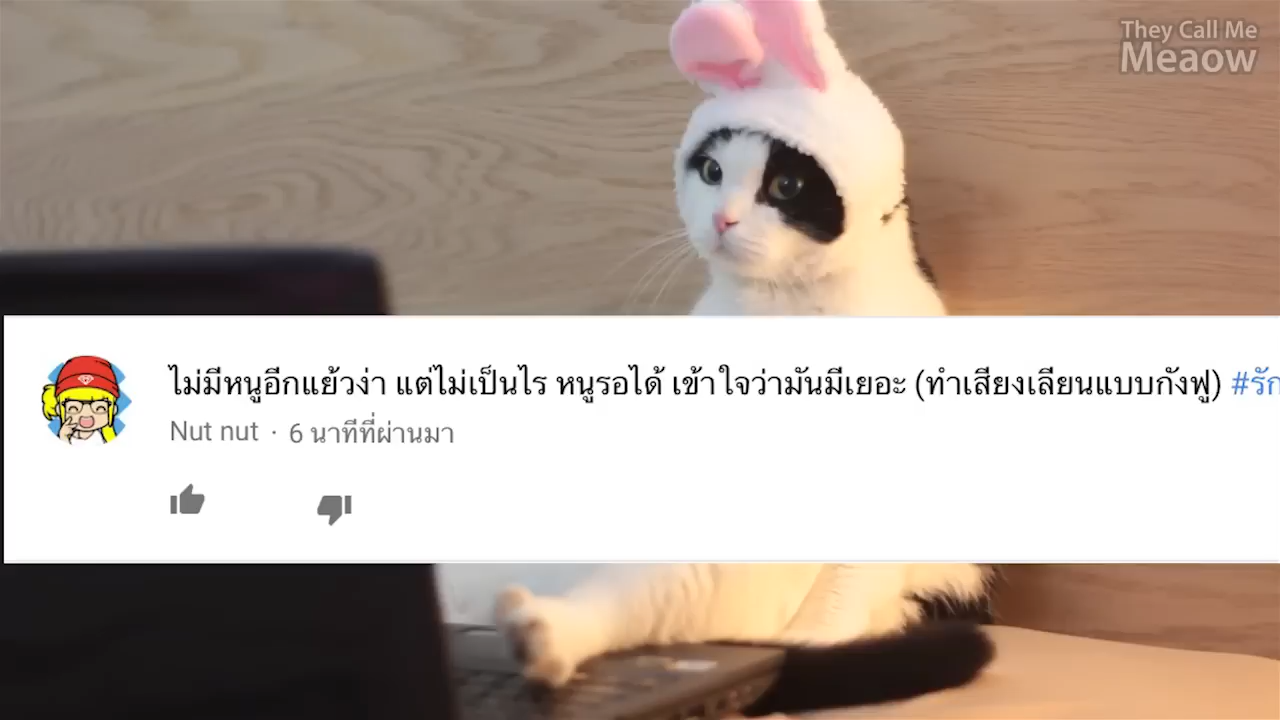 They Call Me
Meaow
ไม่มีหนูอีกแย้วง่า แต่ไม่เป็นไร หนูรอได้ เข้าใจว่ามันมีเยอะ (ทำเสียงเลียนแบบกังฟู) #รัก
Nut nut · 6 นาทีที่ผ่านมา